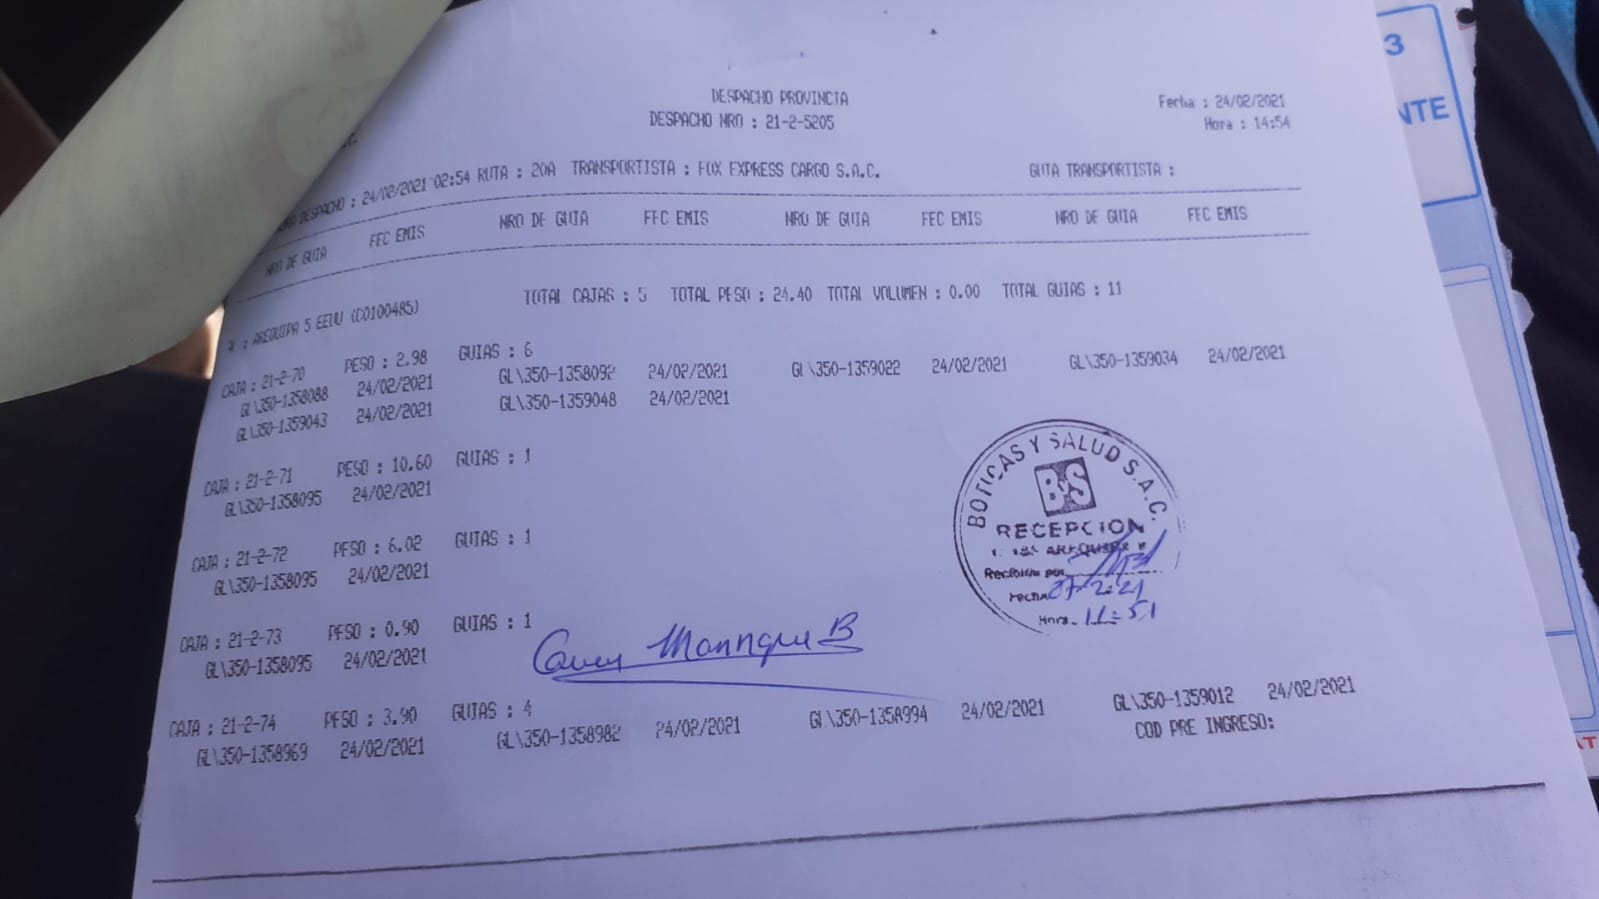 DESPACHO PROVINCIA
DESPACHO NRO : 21-2-5205
Fecha : 24/02/2021
Hora : 14:54
DESPACHO : 24/02/2021 02:54 RUTA : 20A TRANSPORTISTA : FOX EXPRESS CARGO S.A.C. GUIA TRANSPORTISTA :
NRO DE GUIA FEC EMIS NRO DE GUIA FEC EMIS NRO DE GUIA FEC EMIS NRO DE GUIA FEC EMIS
: AREQUIPA 5 EEUU (D0100485) TOTAL CAJAS : 5 TOTAL PESO : 24.40 TOTAL VOLUMEN : 0.00 TOTAL GUIAS : 11
CAJA : 21-2-70 PESO : 2.98 GUIAS : 6
GL\350-1358088 24/02/2021 GL\350-1358092 24/02/2021 GL\350-1359022 24/02/2021 GL\350-1359034 24/02/2021
GL\350-1359043 24/02/2021 GL\350-1359048 24/02/2021
CAJA : 21-2-71 PESO : 10.60 GUIAS : 1
GL\350-1358095 24/02/2021
CAJA : 21-2-72 PESO : 6.02 GUIAS : 1
GL\350-1358095 24/02/2021
CAJA : 21-2-73 PESO : 0.90 GUIAS : 1
GL\350-1358095 24/02/2021
CAJA : 21-2-74 PESO : 3.90 GUIAS : 4
GL\350-1358969 24/02/2021 GL\350-1358982 24/02/2021 GL\350-1358994 24/02/2021 GL\350-1359012 24/02/2021
COD PRE INGRESO:
BOTICAS Y SALUD S.A.C.
B&S
RECEPCION
AREQUIPA
Recibido por
Fecha 27-2-21
Hora. 11:51
Manrique B
3
NTE
AT